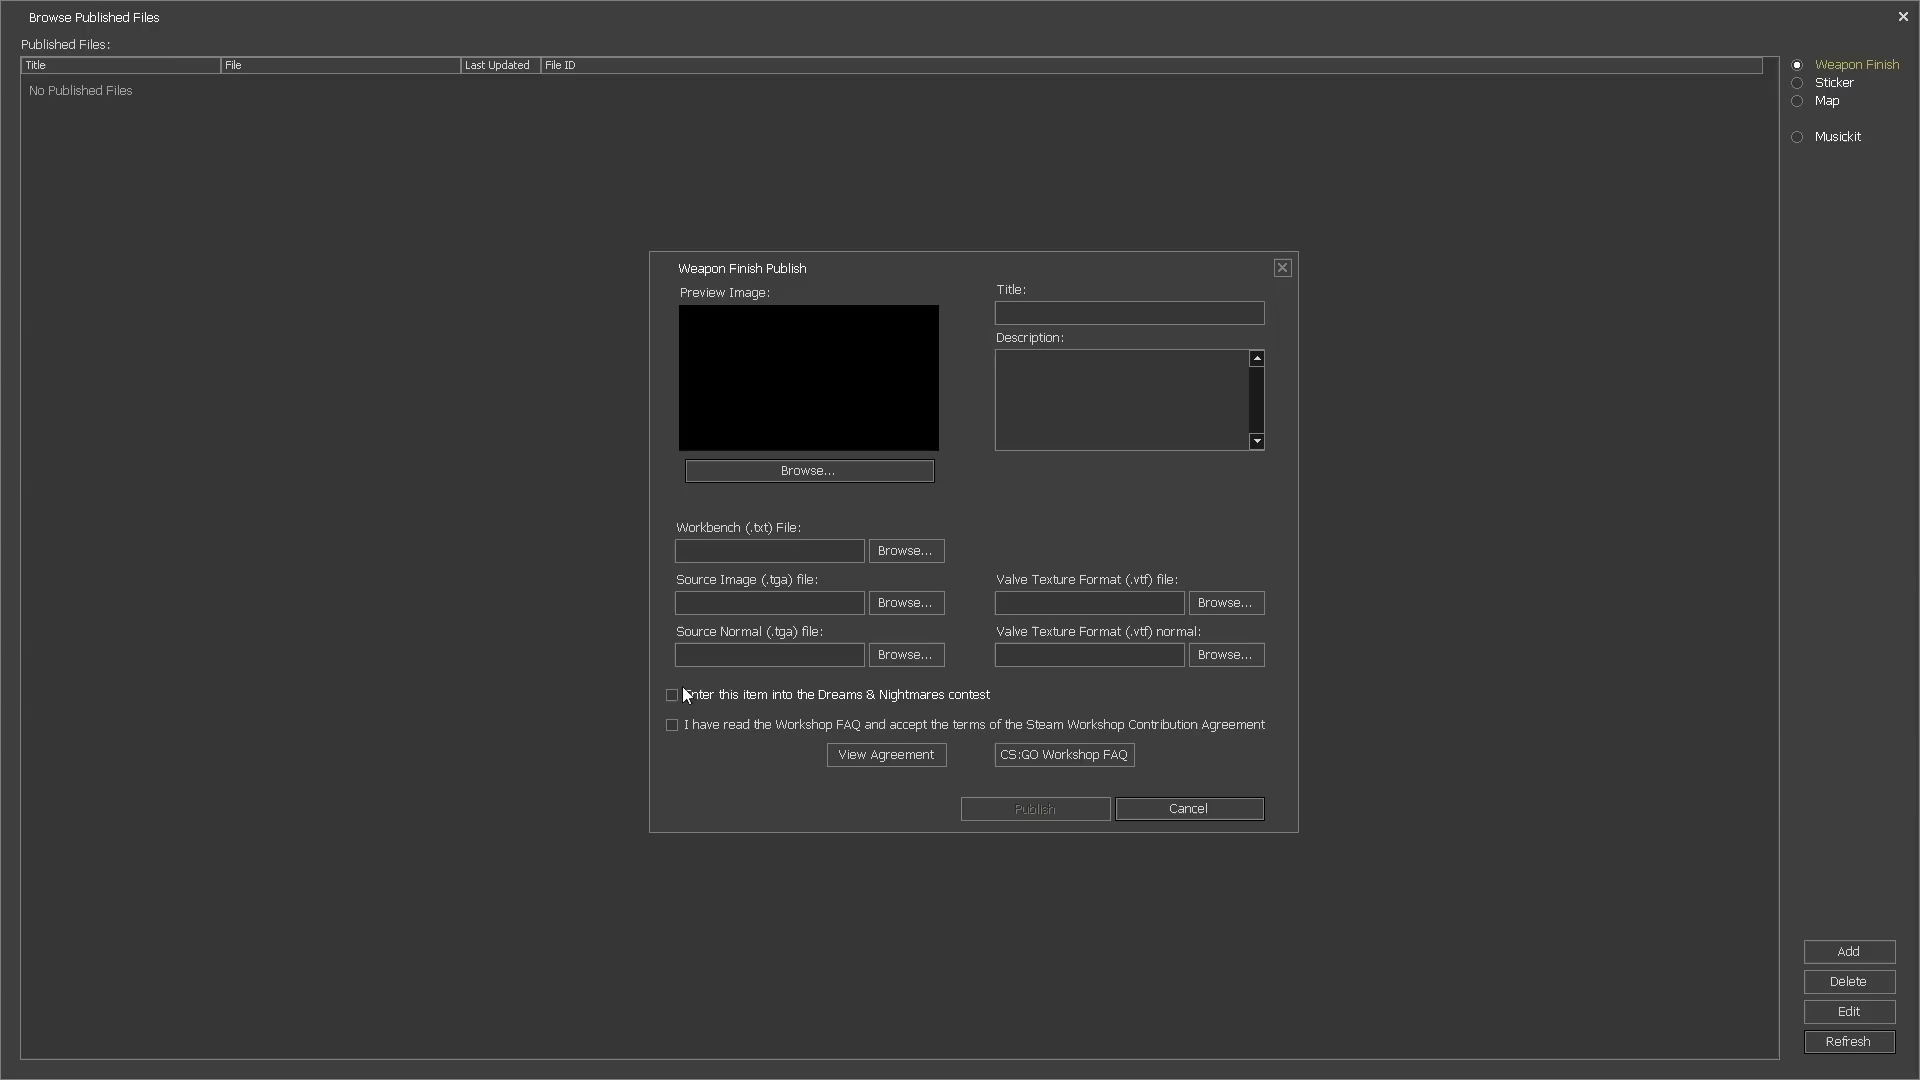 Browse Published Files
Published Files:
Title File Last Updated File ID
No Published Files
Weapon Finish
Sticker
Map
Musickit
Weapon Finish Publish
Preview Image:
Browse...
Title:
Description:
Workbench (.txt) File:
Browse...
Source Image (.tga) file:
Browse...
Valve Texture Format (.vtf) file:
Browse...
Source Normal (.tga) file:
Browse...
Valve Texture Format (.vtf) normal:
Browse...
Enter this item into the Dreams & Nightmares contest
I have read the Workshop FAQ and accept the terms of the Steam Workshop Contribution Agreement
View Agreement
CS:GO Workshop FAQ
Publish
Cancel
Add
Delete
Edit
Refresh